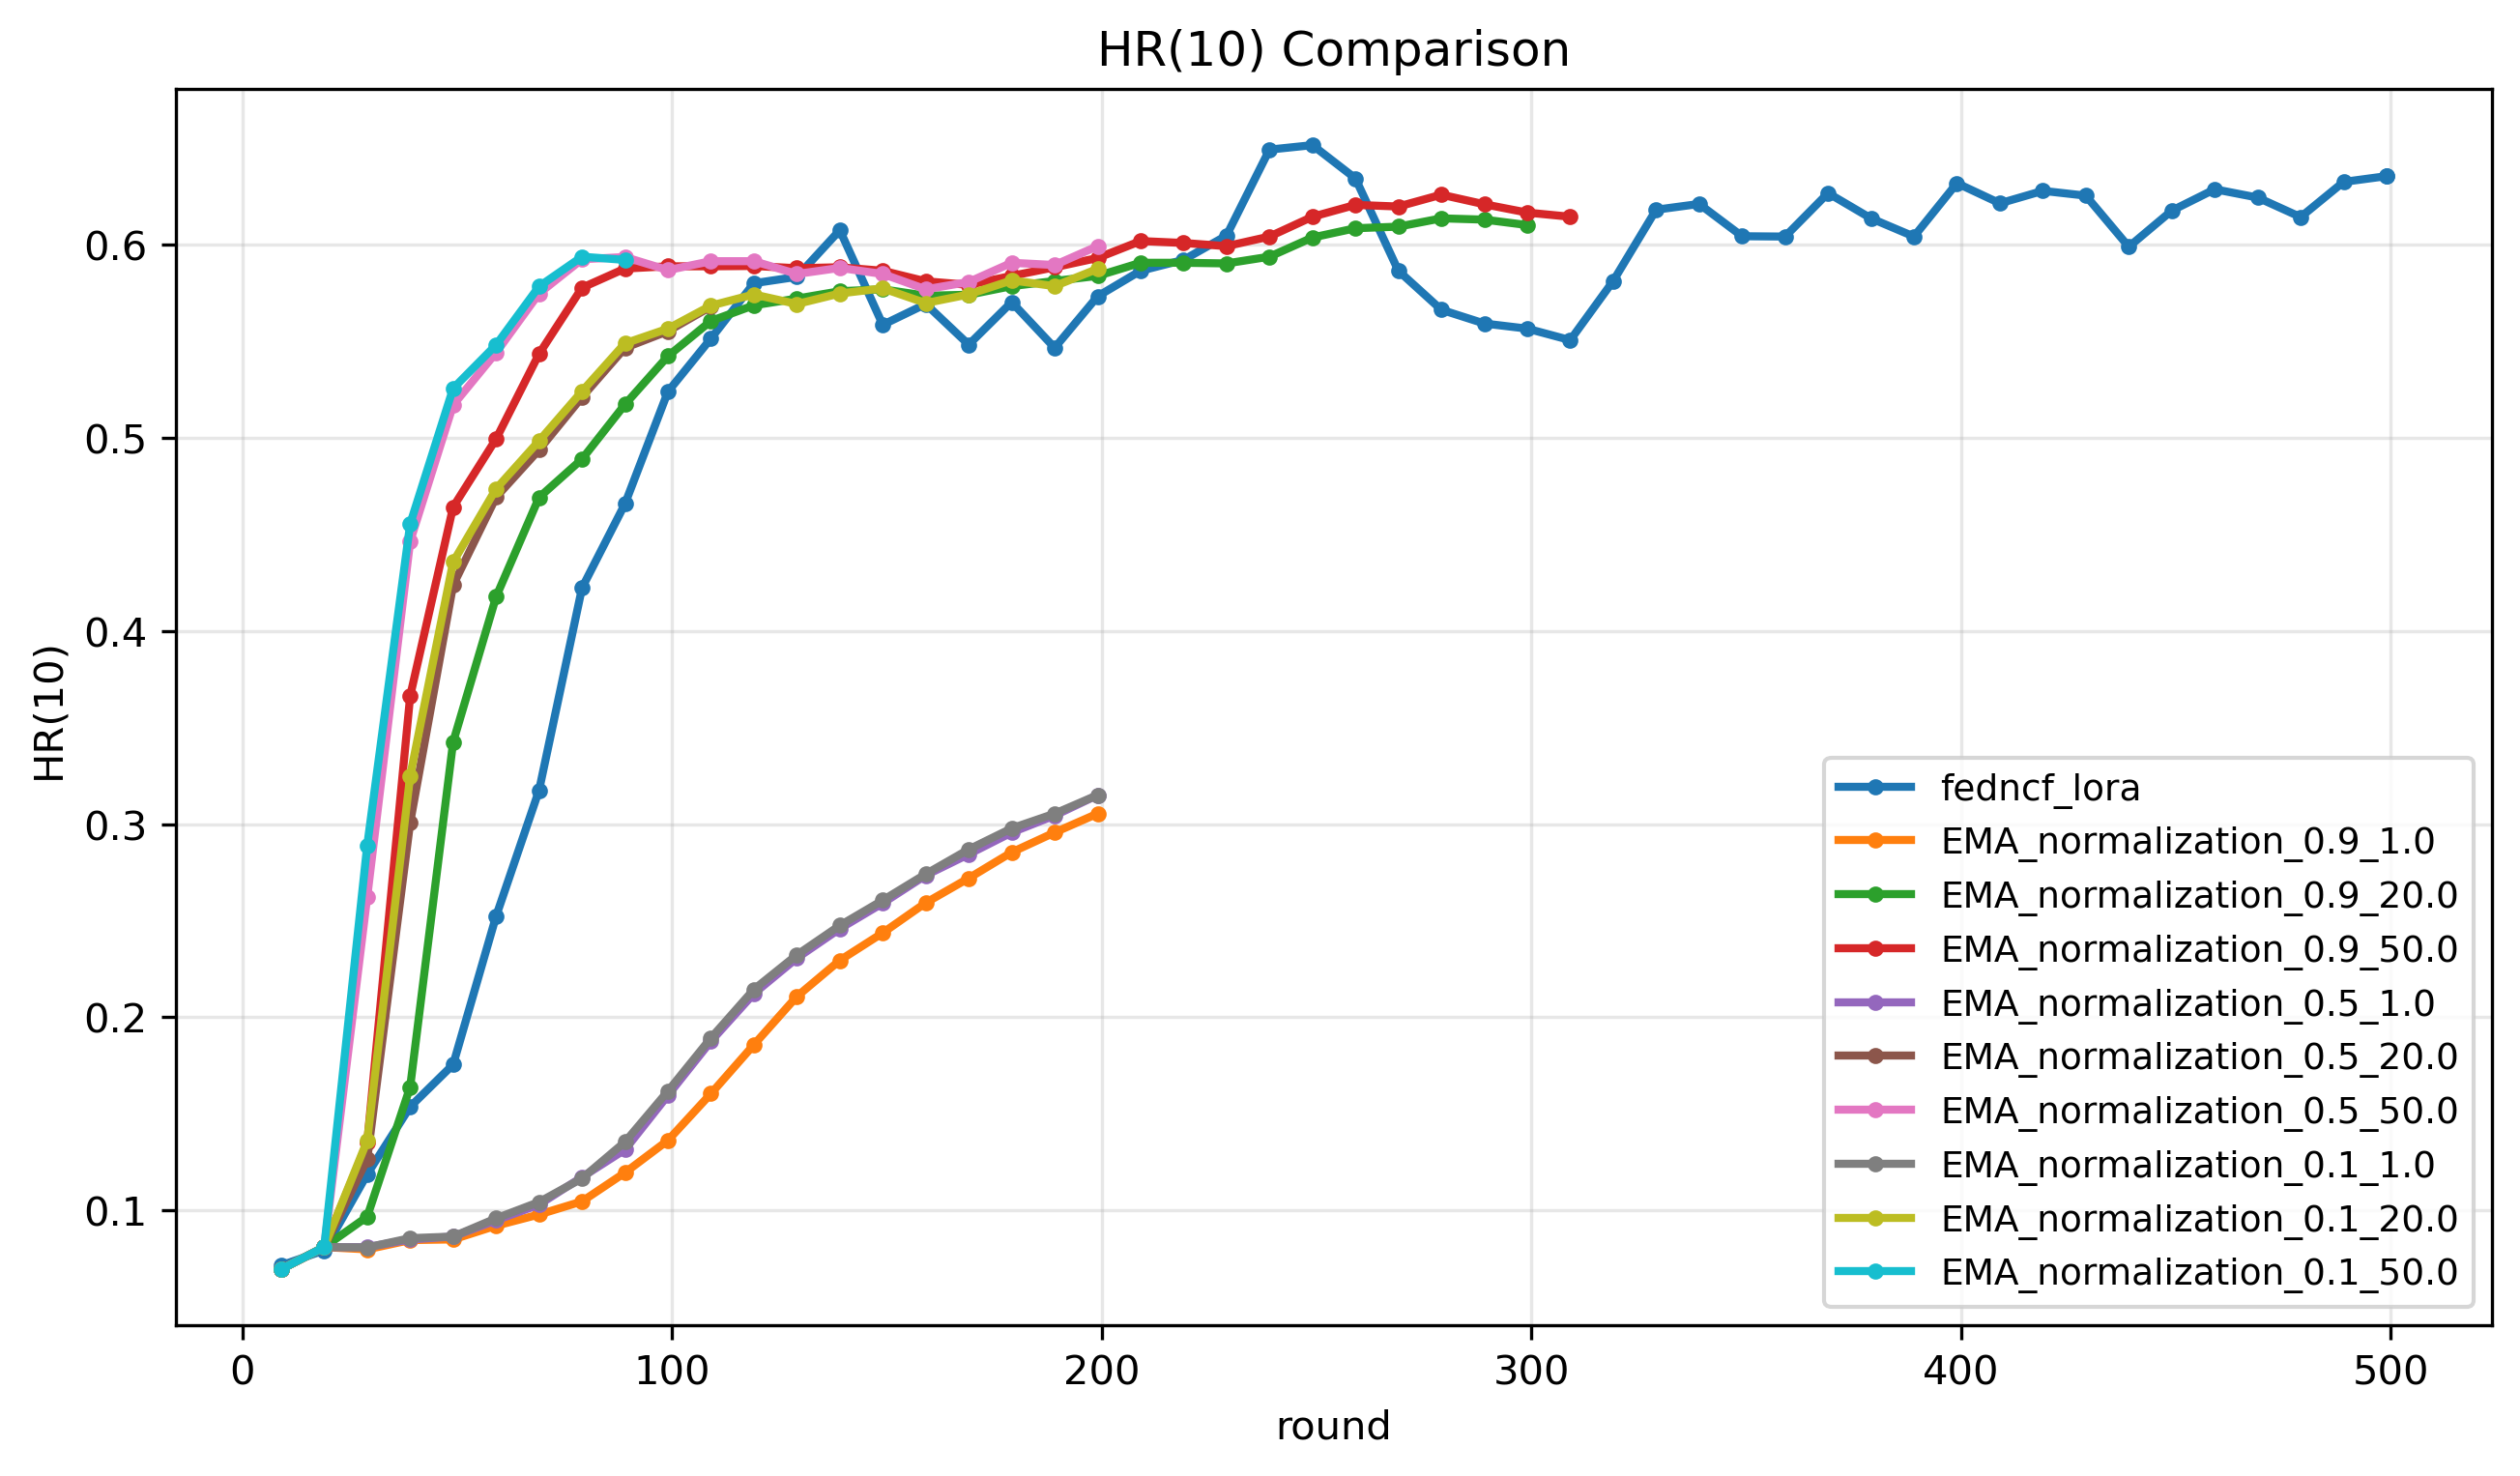 HR(10) Comparison
HR(10)
0.6
0.5
0.4
0.3
0.2
0.1
0
100
200
300
400
500
round
fedncf_lora
EMA_normalization_0.9_1.0
EMA_normalization_0.9_20.0
EMA_normalization_0.9_50.0
EMA_normalization_0.5_1.0
EMA_normalization_0.5_20.0
EMA_normalization_0.5_50.0
EMA_normalization_0.1_1.0
EMA_normalization_0.1_20.0
EMA_normalization_0.1_50.0